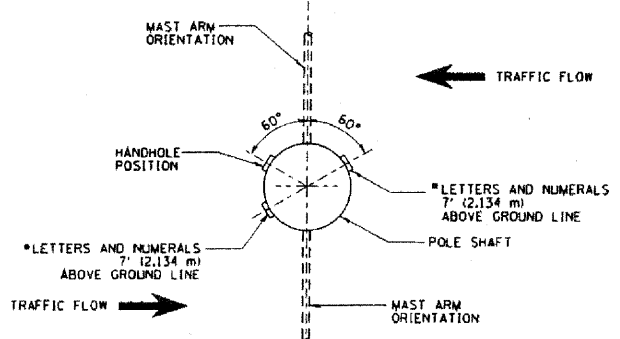 MAST ARM
ORIENTATION
TRAFFIC FLOW
60°
60°
HANDHOLE
POSITION
*LETTERS AND NUMERALS
7' (2.134 m)
ABOVE GROUND LINE
POLE SHAFT
*LETTERS AND NUMERALS
7' (2.134 m)
ABOVE GROUND LINE
TRAFFIC FLOW
MAST ARM
ORIENTATION